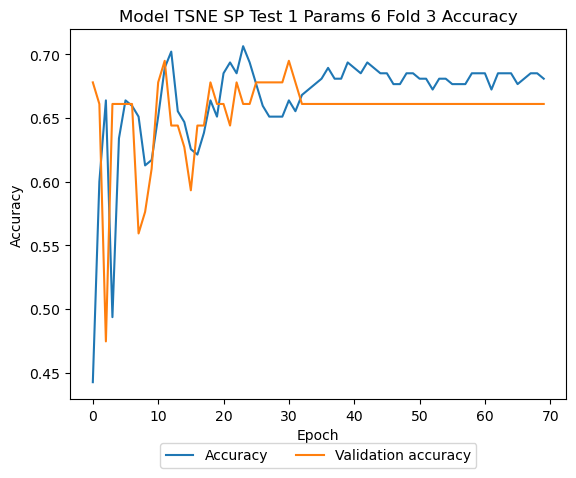 Model TSNE SP Test 1 Params 6 Fold 3 Accuracy
0.70
0.65
0.60
0.55
0.50
0.45
Accuracy
0 10 20 30 40 50 60 70
Epoch
Accuracy Validation accuracy